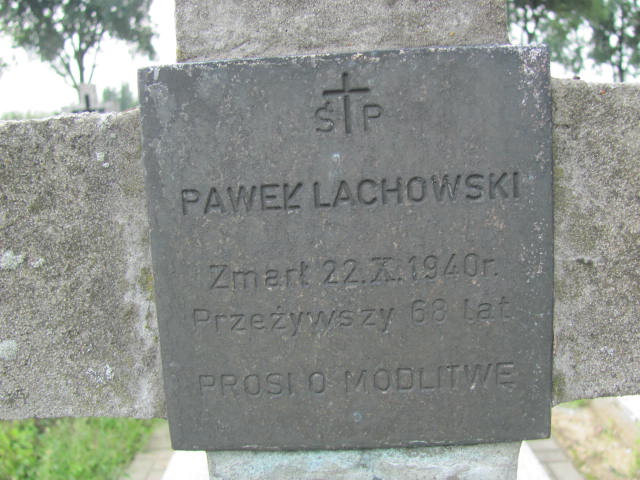 Ś✝P
PAWEŁ LACHOWSKI
Zmarł 22.X.1940r.
Przeżywszy 68 lat
PROSI O MODLITWĘ